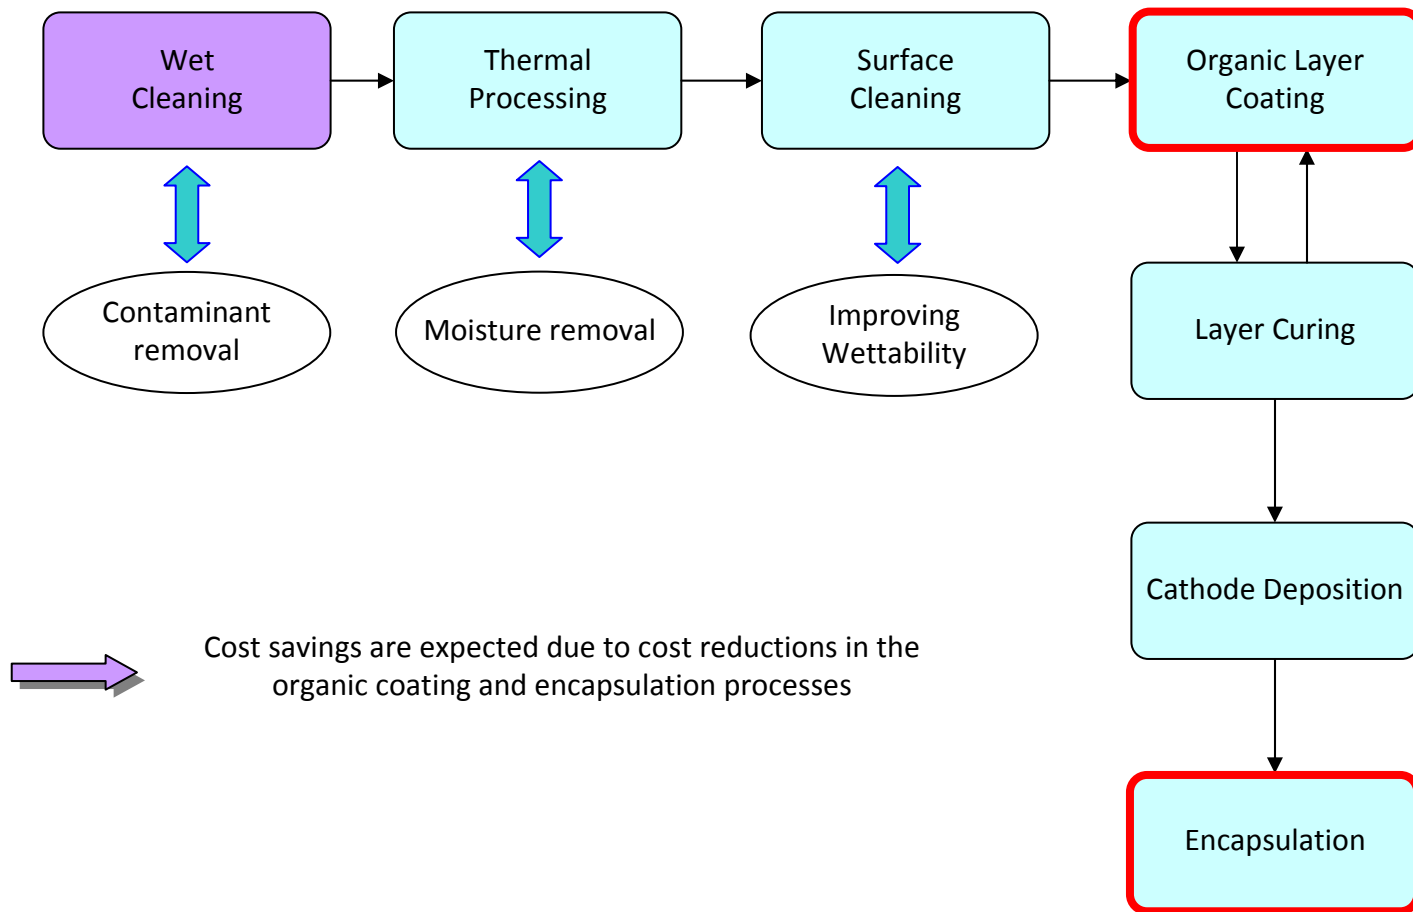 Wet
Cleaning
Thermal
Processing
Surface
Cleaning
Organic Layer
Coating
Contaminant
removal
Moisture removal
Improving
Wettability
Layer Curing
Cathode Deposition
Cost savings are expected due to cost reductions in the
organic coating and encapsulation processes
Encapsulation